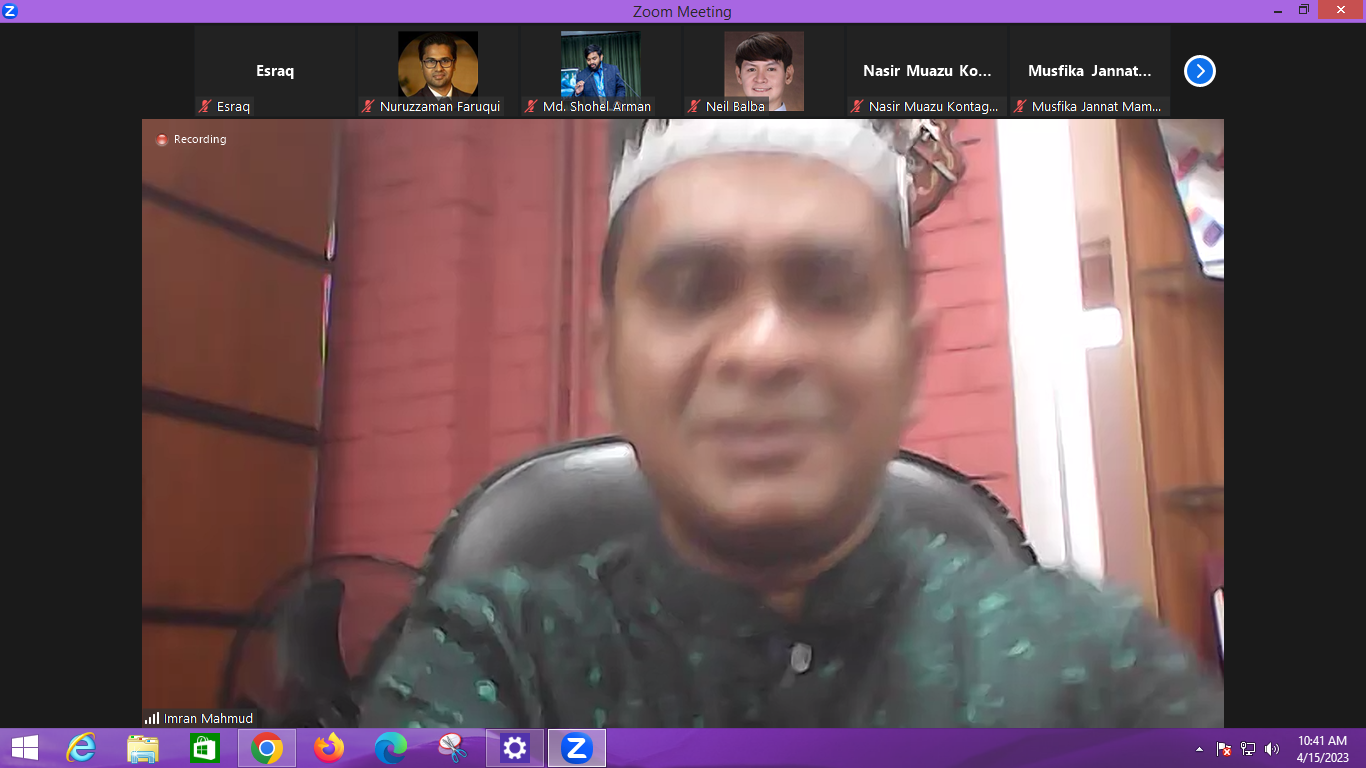 Zoom Meeting
Esraq
Nasir Muazu Ko...
Musfika Jannat...
Esraq
Nuruzzaman Faruqui
Md. Shohel Arman
Neil Balba
Nasir Muazu Kontag...
Musfika Jannat Mam...
Recording
Imran Mahmud
10:41 AM
4/15/2023